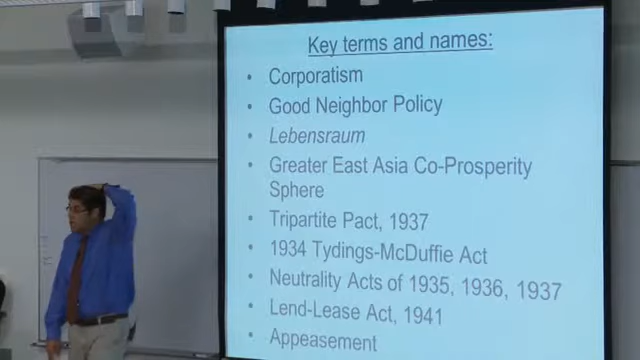 Key terms and names:
• Corporatism
• Good Neighbor Policy
• Lebensraum
• Greater East Asia Co-Prosperity
Sphere
• Tripartite Pact, 1937
• 1934 Tydings-McDuffie Act
• Neutrality Acts of 1935, 1936, 1937
• Lend-Lease Act, 1941
• Appeasement